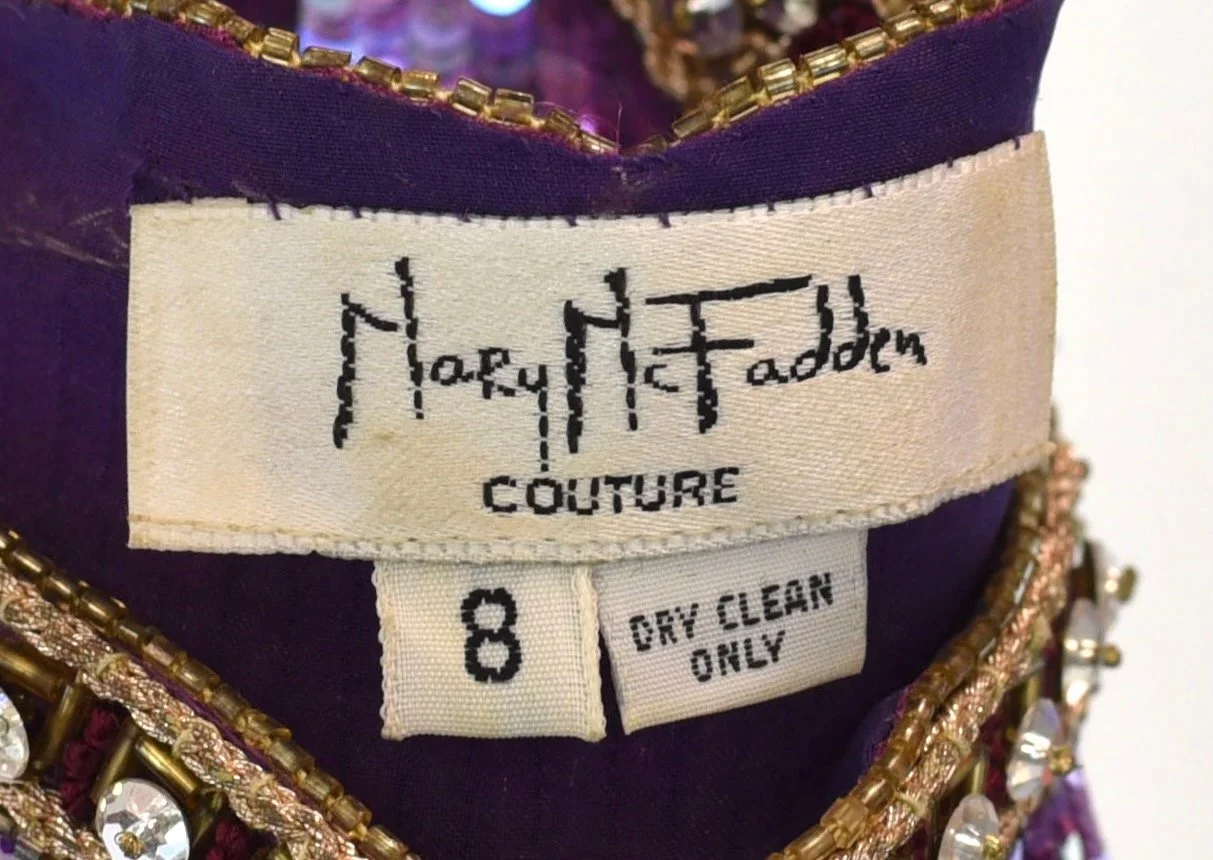 Mary McFadden
COUTURE
8
DRY CLEAN
ONLY